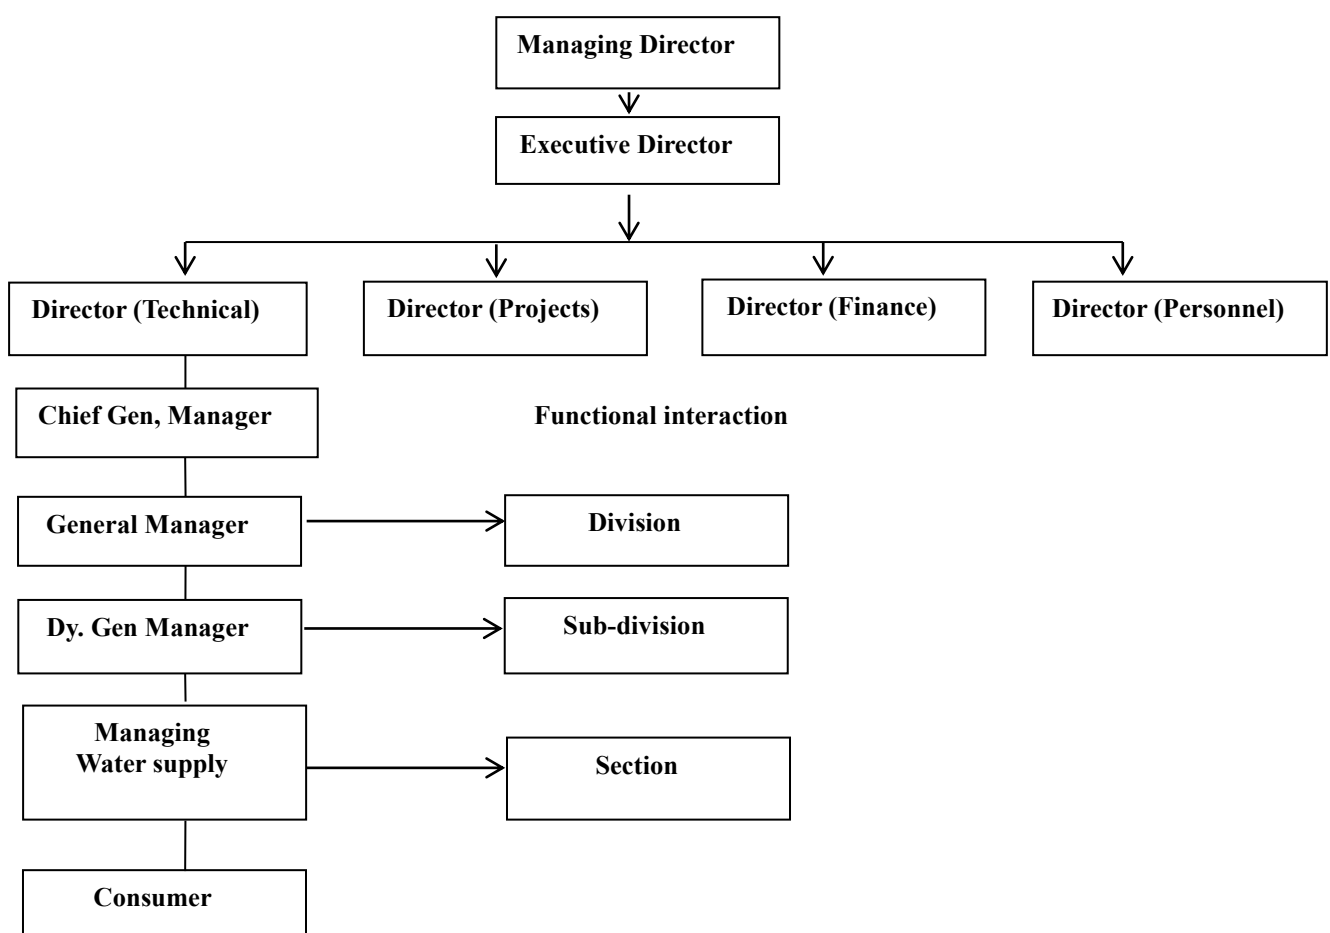 Managing Director
Executive Director
Director (Technical)
Director (Projects)
Director (Finance)
Director (Personnel)
Chief Gen, Manager
Functional interaction
General Manager
Division
Dy. Gen Manager
Sub-division
Managing
Water supply
Section
Consumer